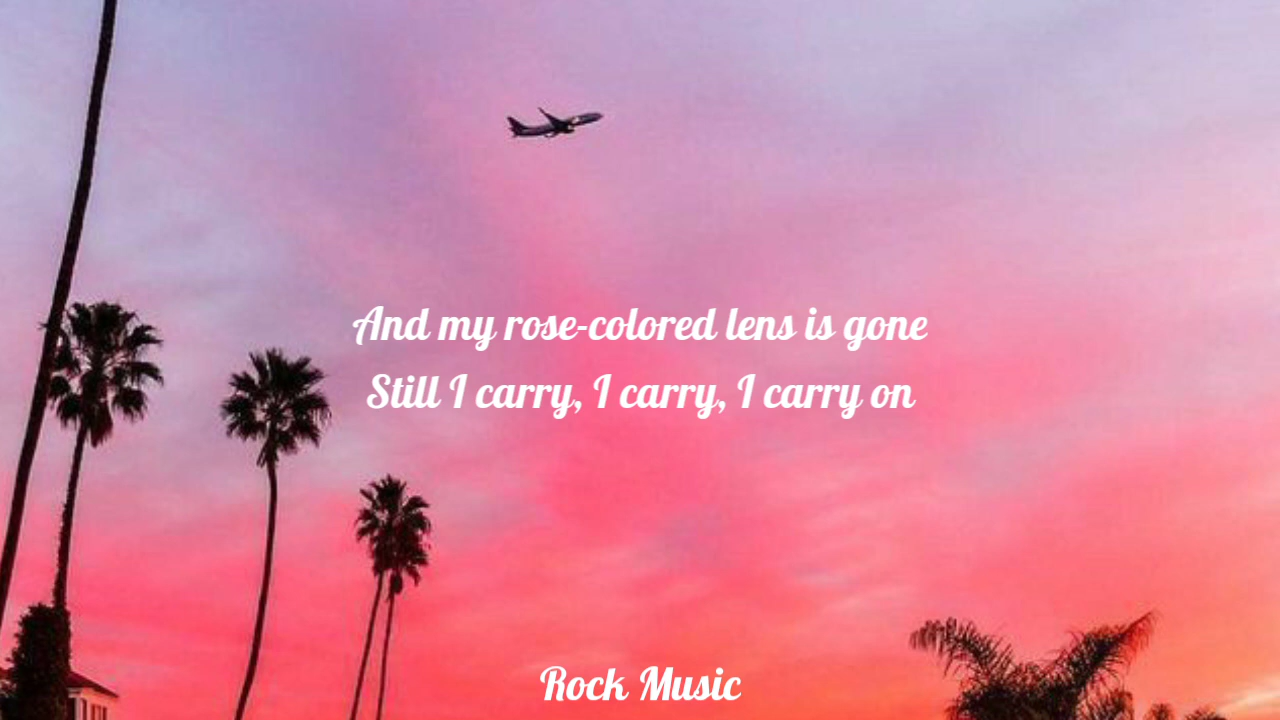 And my rose-colored lens is gone
Still I carry, I carry, I carry on
Rock Music